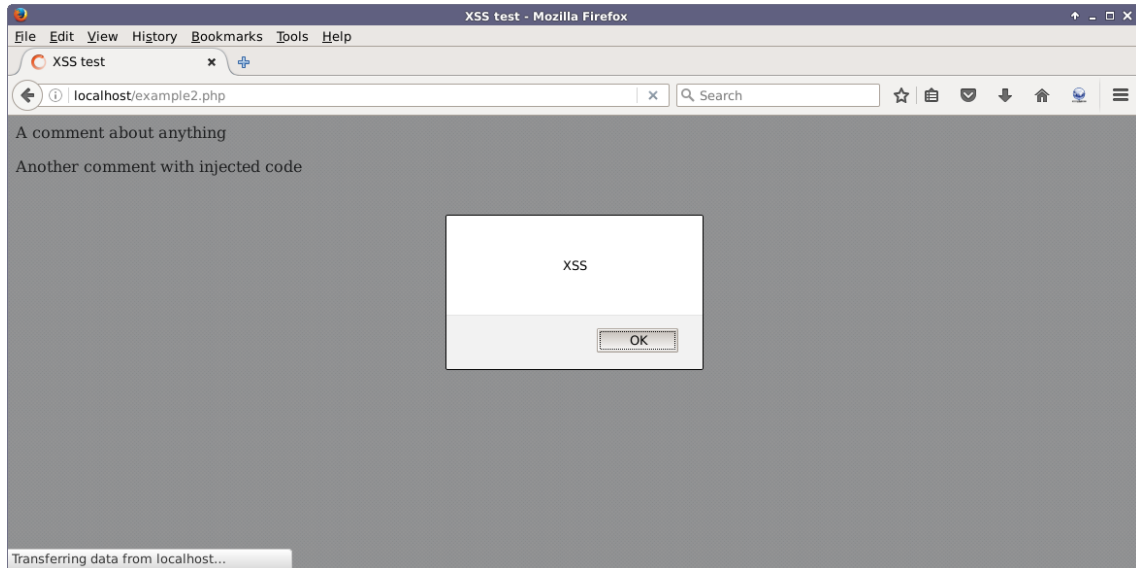 XSS test - Mozilla Firefox
File Edit View History Bookmarks Tools Help
XSS test
localhost/example2.php
Search
A comment about anything
Another comment with injected code
XSS
OK
Transferring data from localhost...